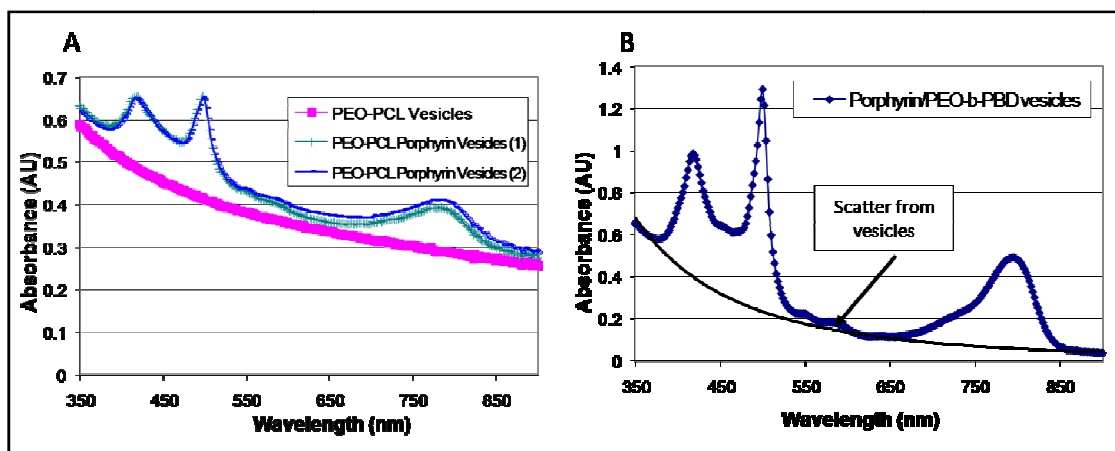 A
0.7
0.6
0.5
0.4
0.3
0.2
0.1
0
Absorbance (AU)
350 450 550 650 750 850
Wavelength (nm)
PEO-PCL Vesicles
PEO-PCL Porphyrin Vesicles (1)
PEO-PCL Porphyrin Vesicles (2)
B
1.4
1.2
1
0.8
0.6
0.4
0.2
0
Absorbance (AU)
350 450 550 650 750 850
Wavelength (nm)
Porphyrin/PEO-b-PBD vesicles
Scatter from
vesicles